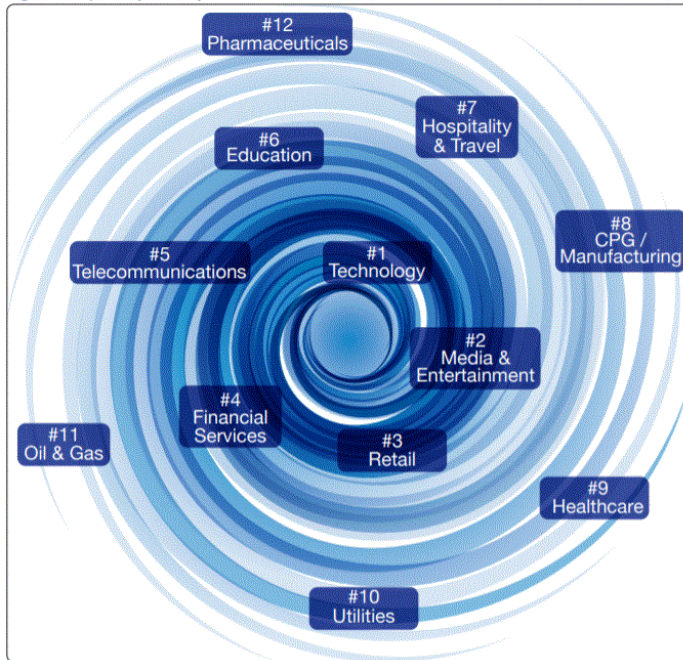 #12
Pharmaceuticals
#7
Hospitality
& Travel
#6
Education
#8
CPG /
Manufacturing
#5
Telecommunications
#1
Technology
#2
Media &
Entertainment
#4
Financial
Services
#3
Retail
#11
Oil & Gas
#9
Healthcare
#10
Utilities